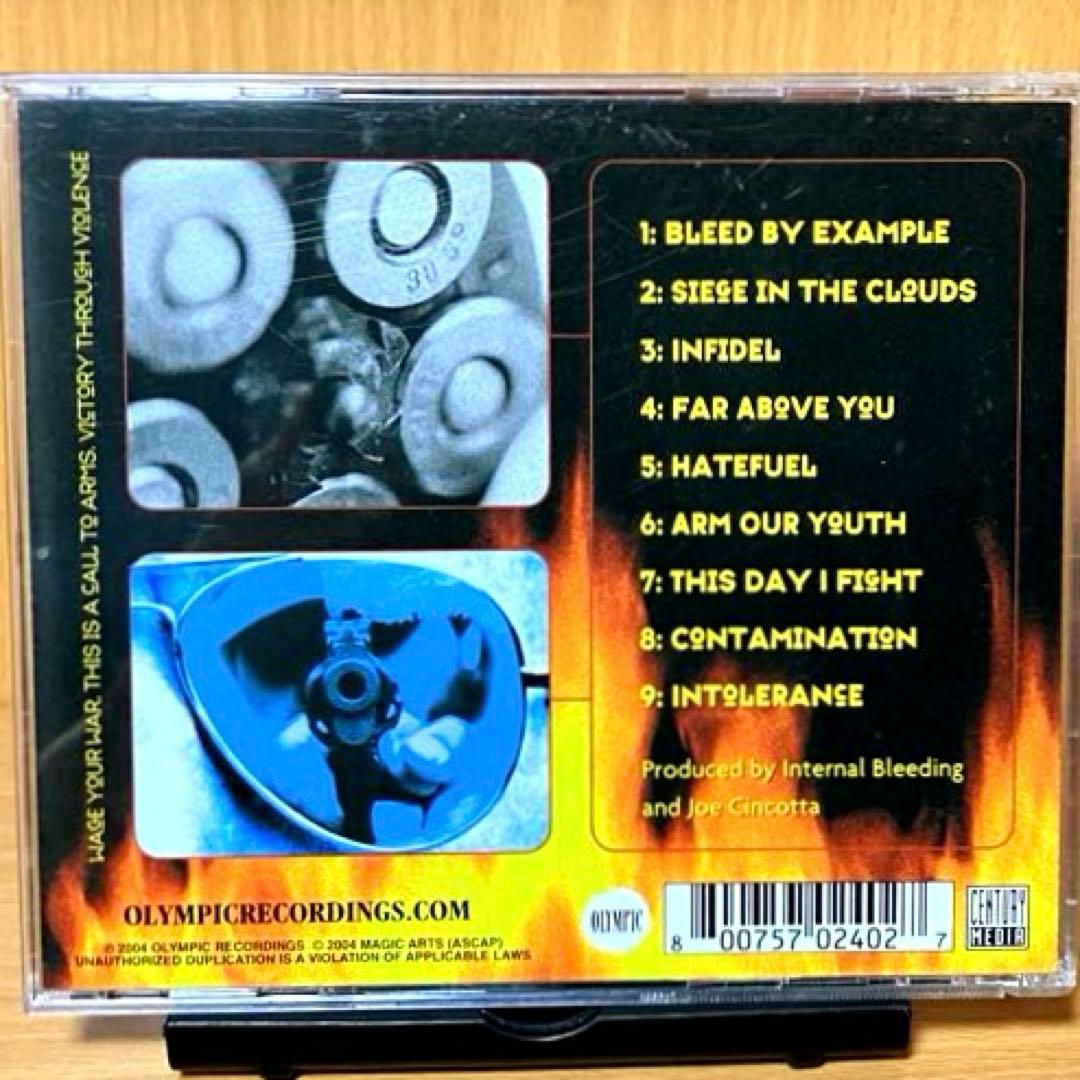 WAGE YOUR WAR. THIS IS A CALL TO ARMS. VICTORY THROUGH VIOLENCE
30 30
1: BLEED BY EXAMPLE
2: SIEGE IN THE CLOUDS
3: INFIDEL
4: FAR ABOVE YOU
5: HATEFUEL
6: ARM OUR YOUTH
7: THIS DAY I FIGHT
8: CONTAMINATION
9: INTOLERANCE
Produced by Internal Bleeding
and Joe Cincotta
OLYMPICRECORDINGS.COM
℗ 2004 OLYMPIC RECORDINGS © 2004 MAGIC ARTS (ASCAP)
UNAUTHORIZED DUPLICATION IS A VIOLATION OF APPLICABLE LAWS
OLYMPIC
8 00757 02402 7
CENTURY
MEDIA